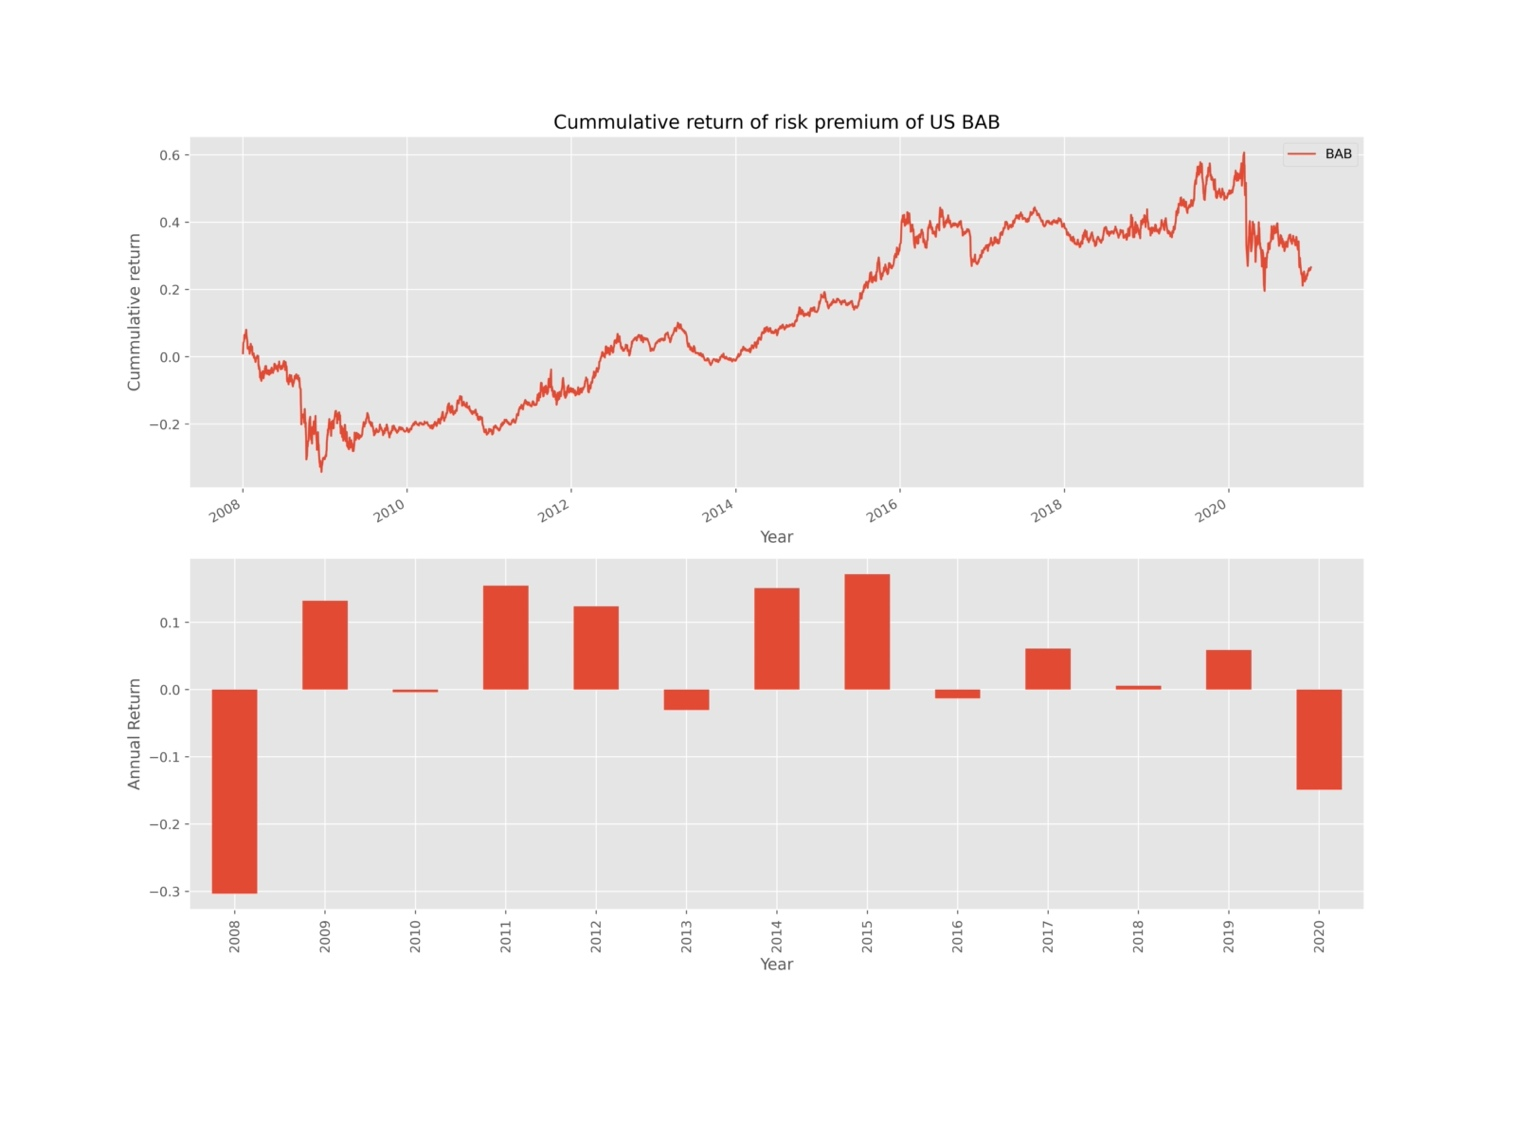 Cummulative return of risk premium of US BAB
BAB
Cummulative return
0.6
0.4
0.2
0.0
−0.2
2008 2010 2012 2014 2016 2018 2020
Year
Annual Return
0.1
0.0
−0.1
−0.2
−0.3
2008 2009 2010 2011 2012 2013 2014 2015 2016 2017 2018 2019 2020
Year